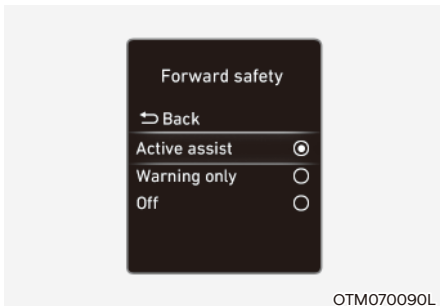 Forward safety
Back
Active assist
Warning only
Off
OTM070090L